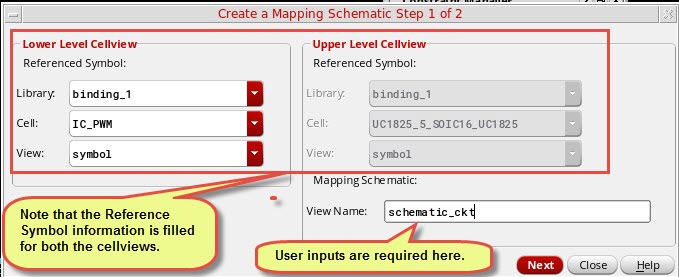 Create a Mapping Schematic Step 1 of 2
Lower Level Cellview
Referenced Symbol:
Library: binding_1
Cell: IC_PWM
View: symbol
Upper Level Cellview
Referenced Symbol:
Library: binding_1
Cell: UC1825_5_SOIC16_UC1825
View: symbol
Mapping Schematic:
View Name: schematic_ckt
Note that the Reference
Symbol information is filled
for both the cellviews.
User inputs are required here.
Next Close Help